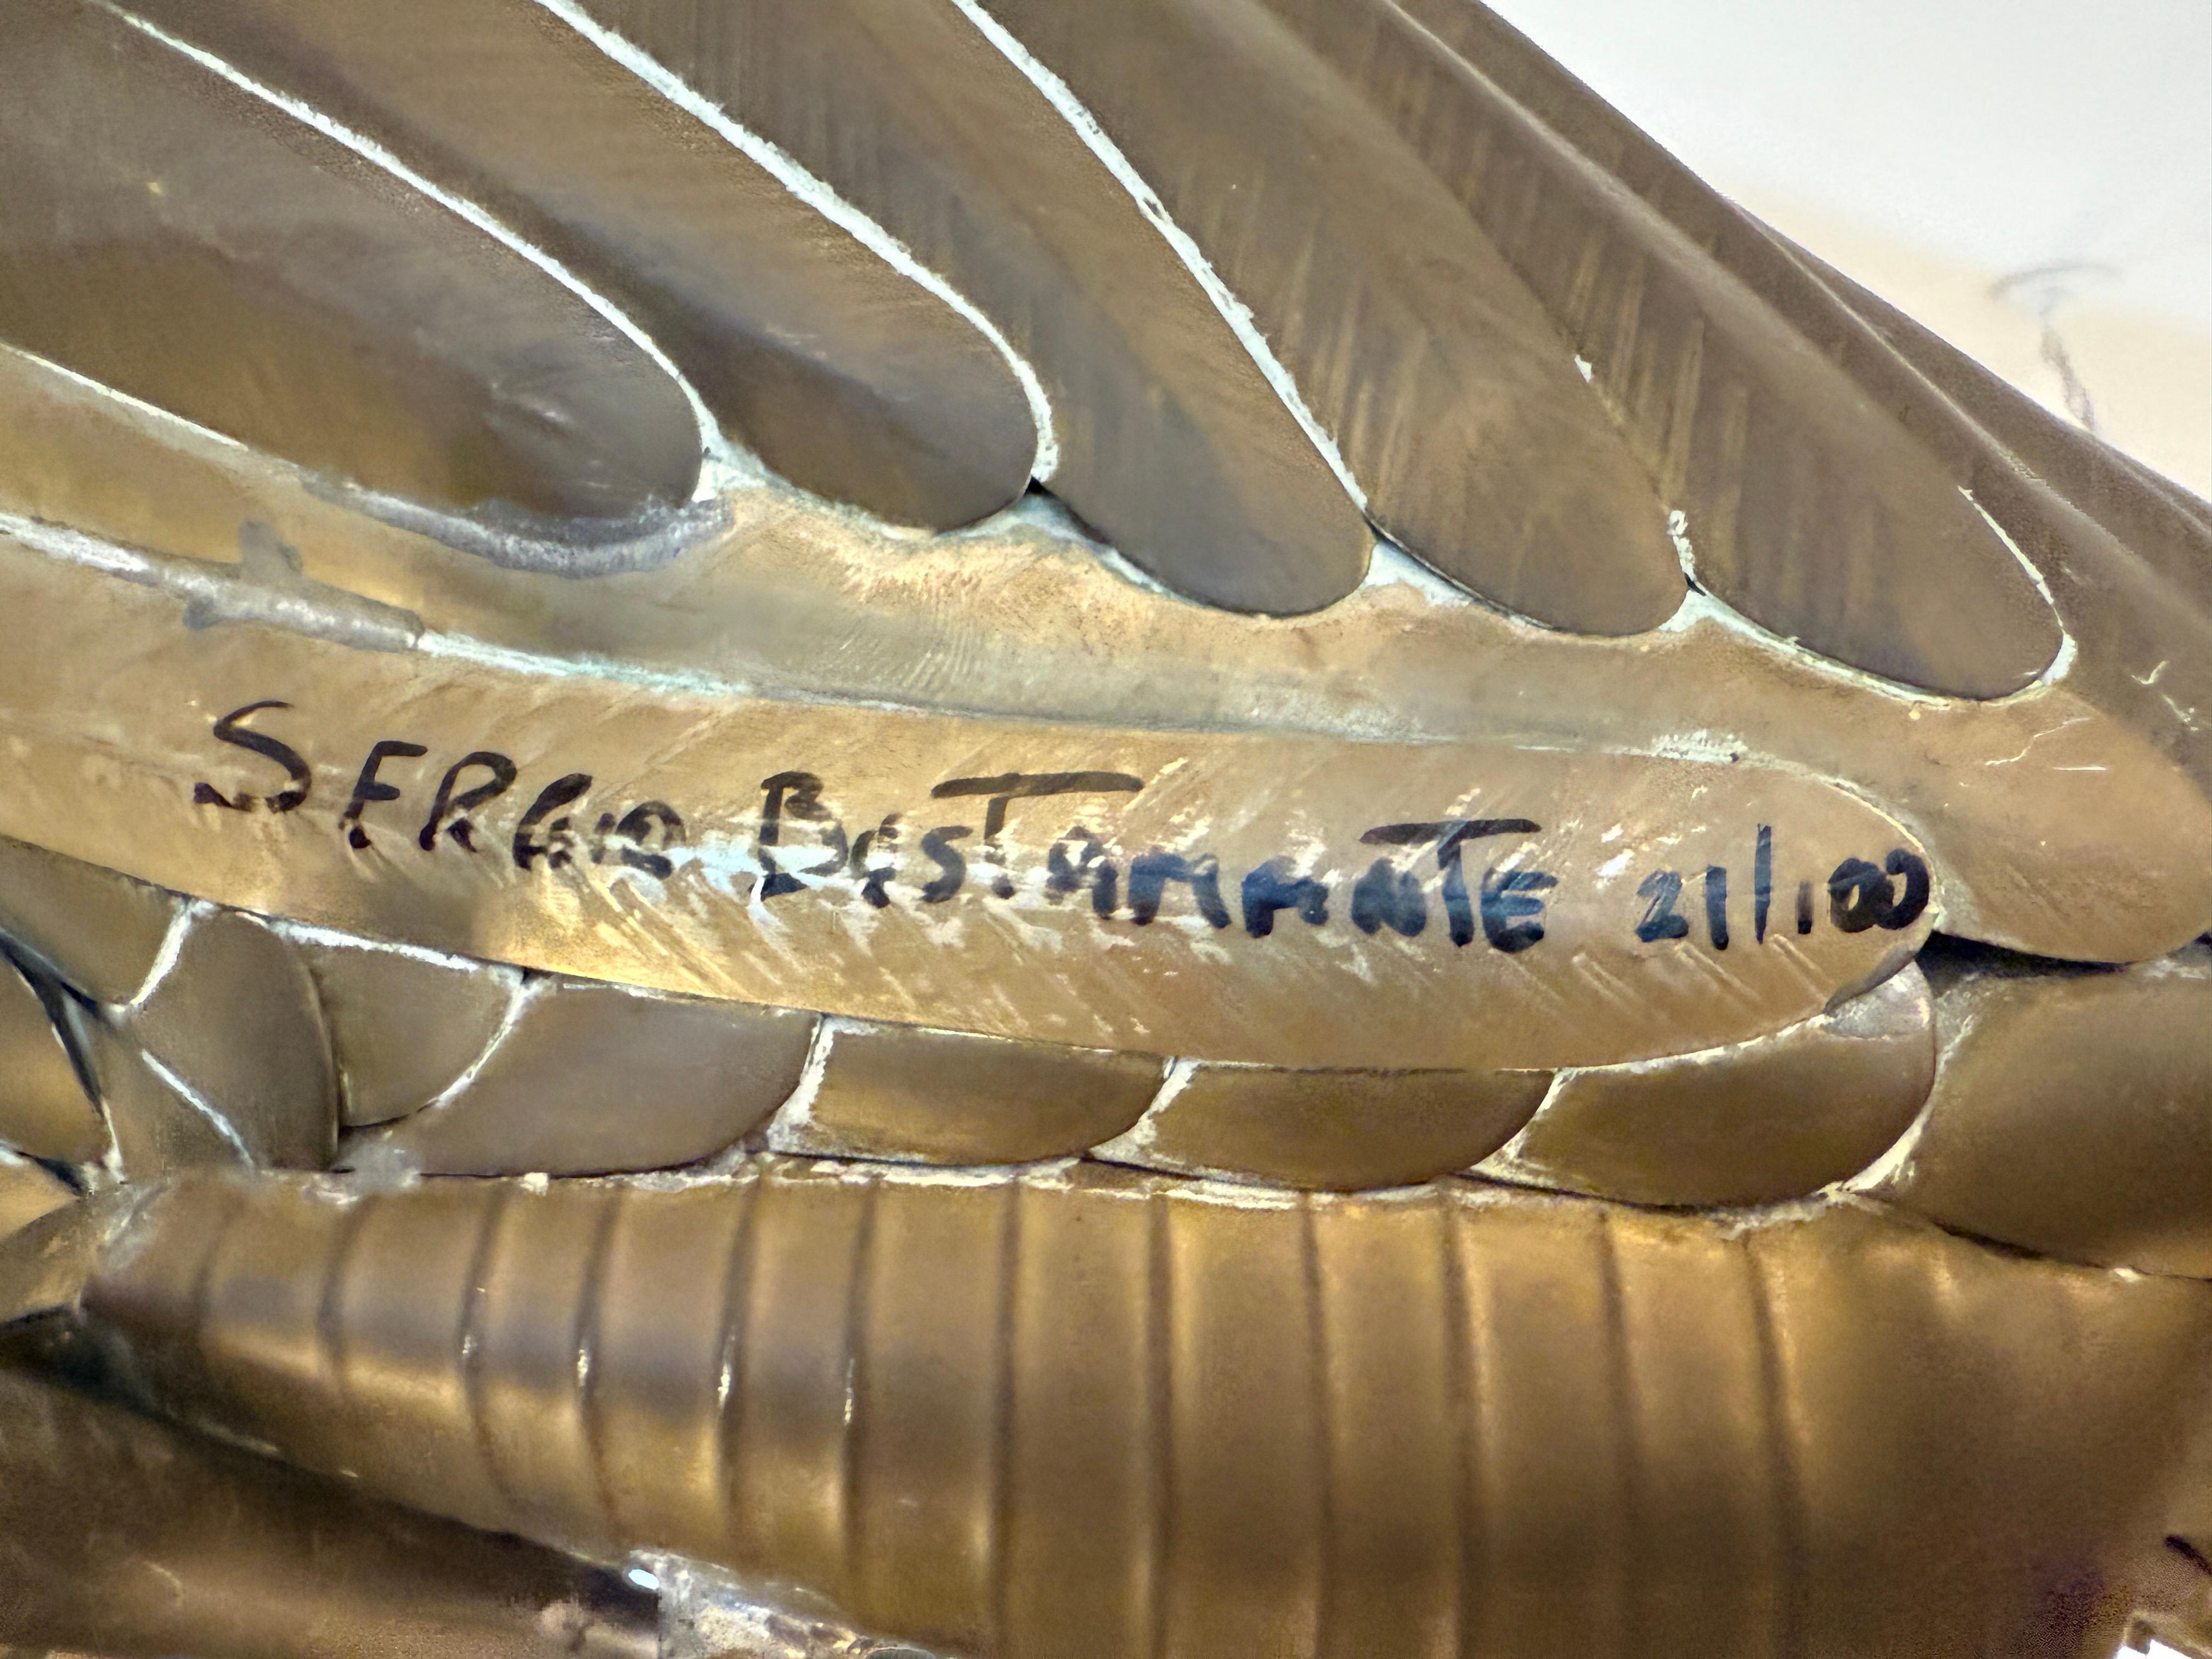 SERGIO BUSTAMANTE 21/100